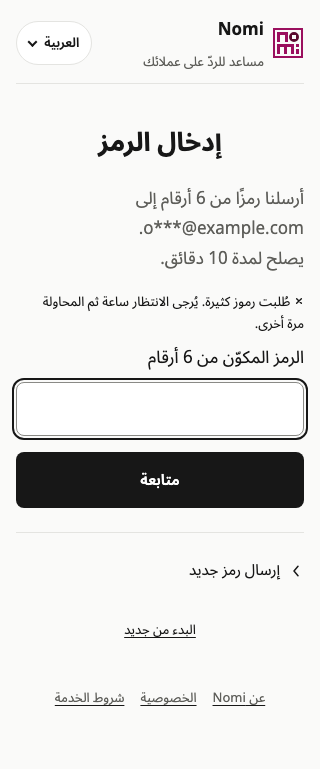 Nomi
مساعد للردّ على عملائك
العربية
إدخال الرمز
أرسلنا رمزًا من 6 أرقام إلى
o***@example.com.
يصلح لمدة 10 دقائق.
× طُلبت رموز كثيرة. يُرجى الانتظار ساعة ثم المحاولة
مرة أخرى.
الرمز المكوّن من 6 أرقام
متابعة
إرسال رمز جديد
البدء من جديد
عن Nomi الخصوصية شروط الخدمة